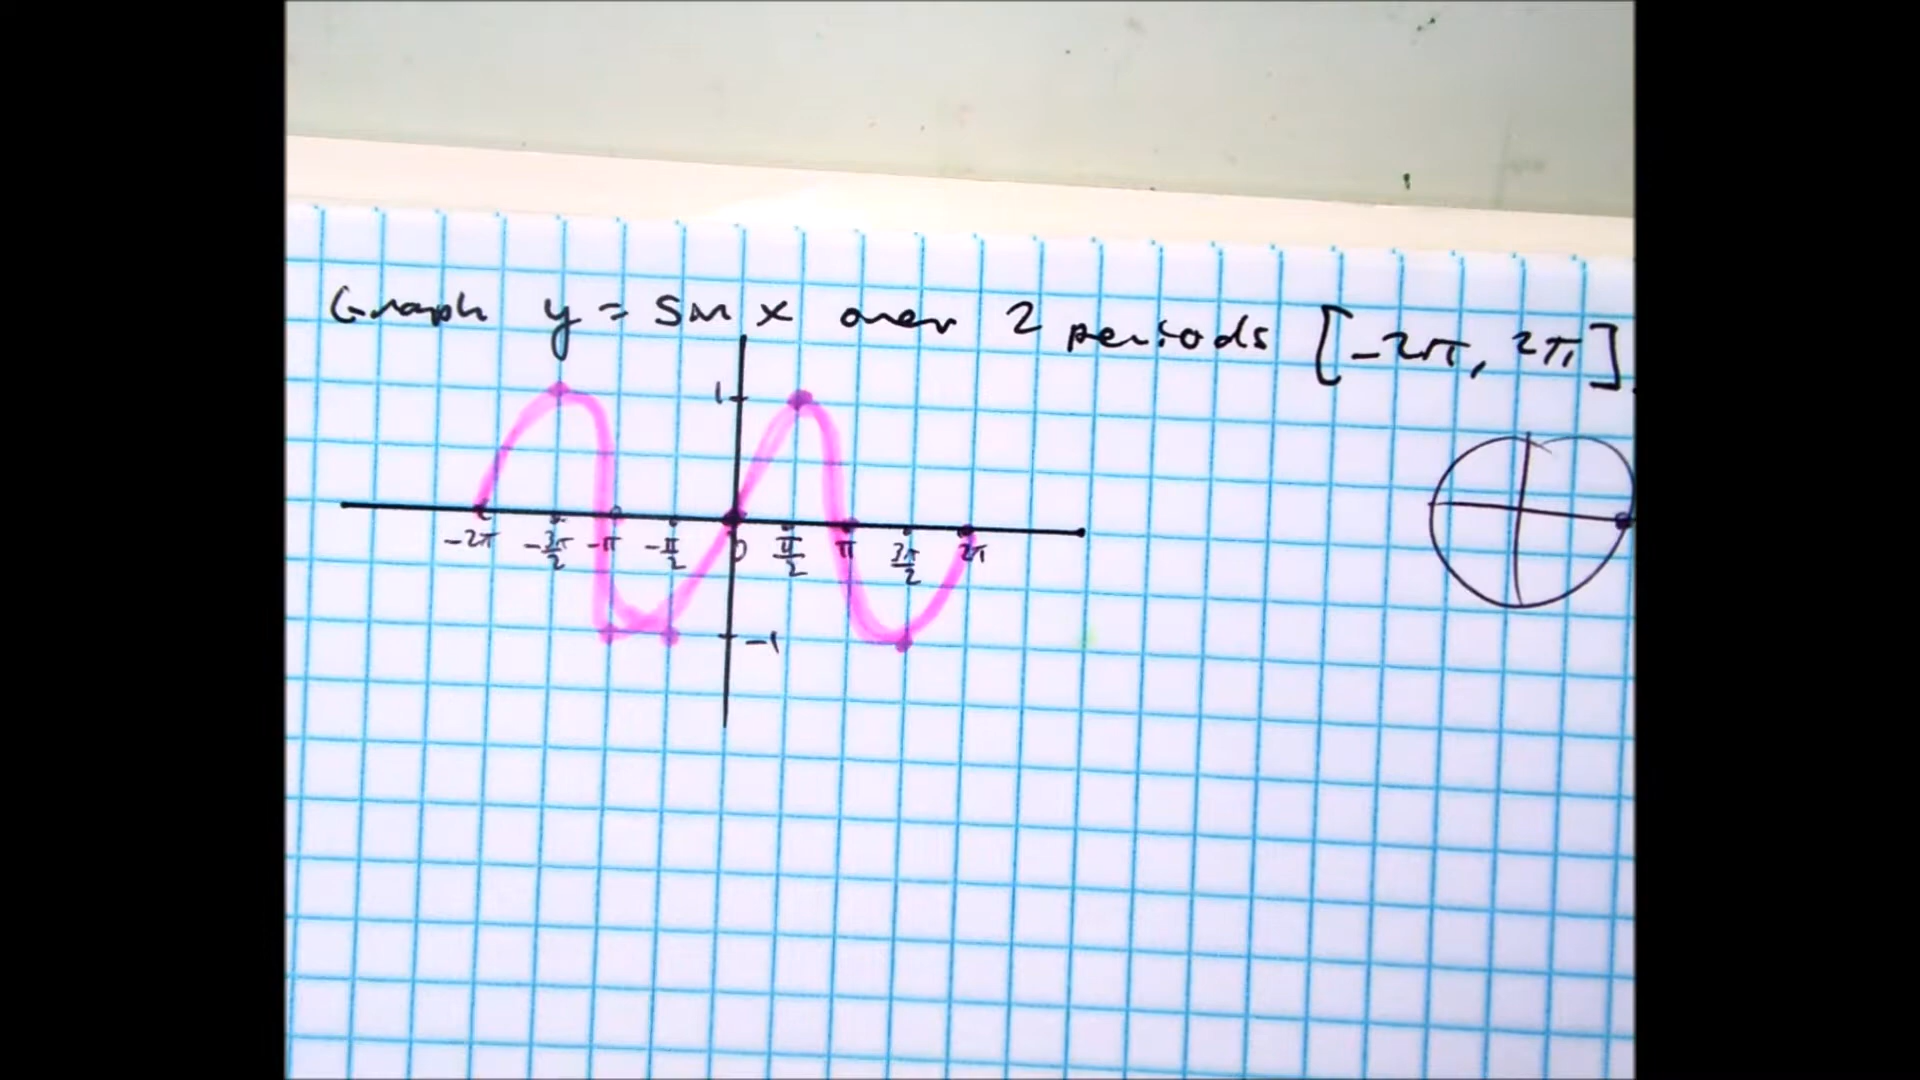 Graph y = sin x over 2 periods [-2π, 2π].
1
-2π -3π/2 -π -π/2 0 π/2 π 3π/2 2π
-1